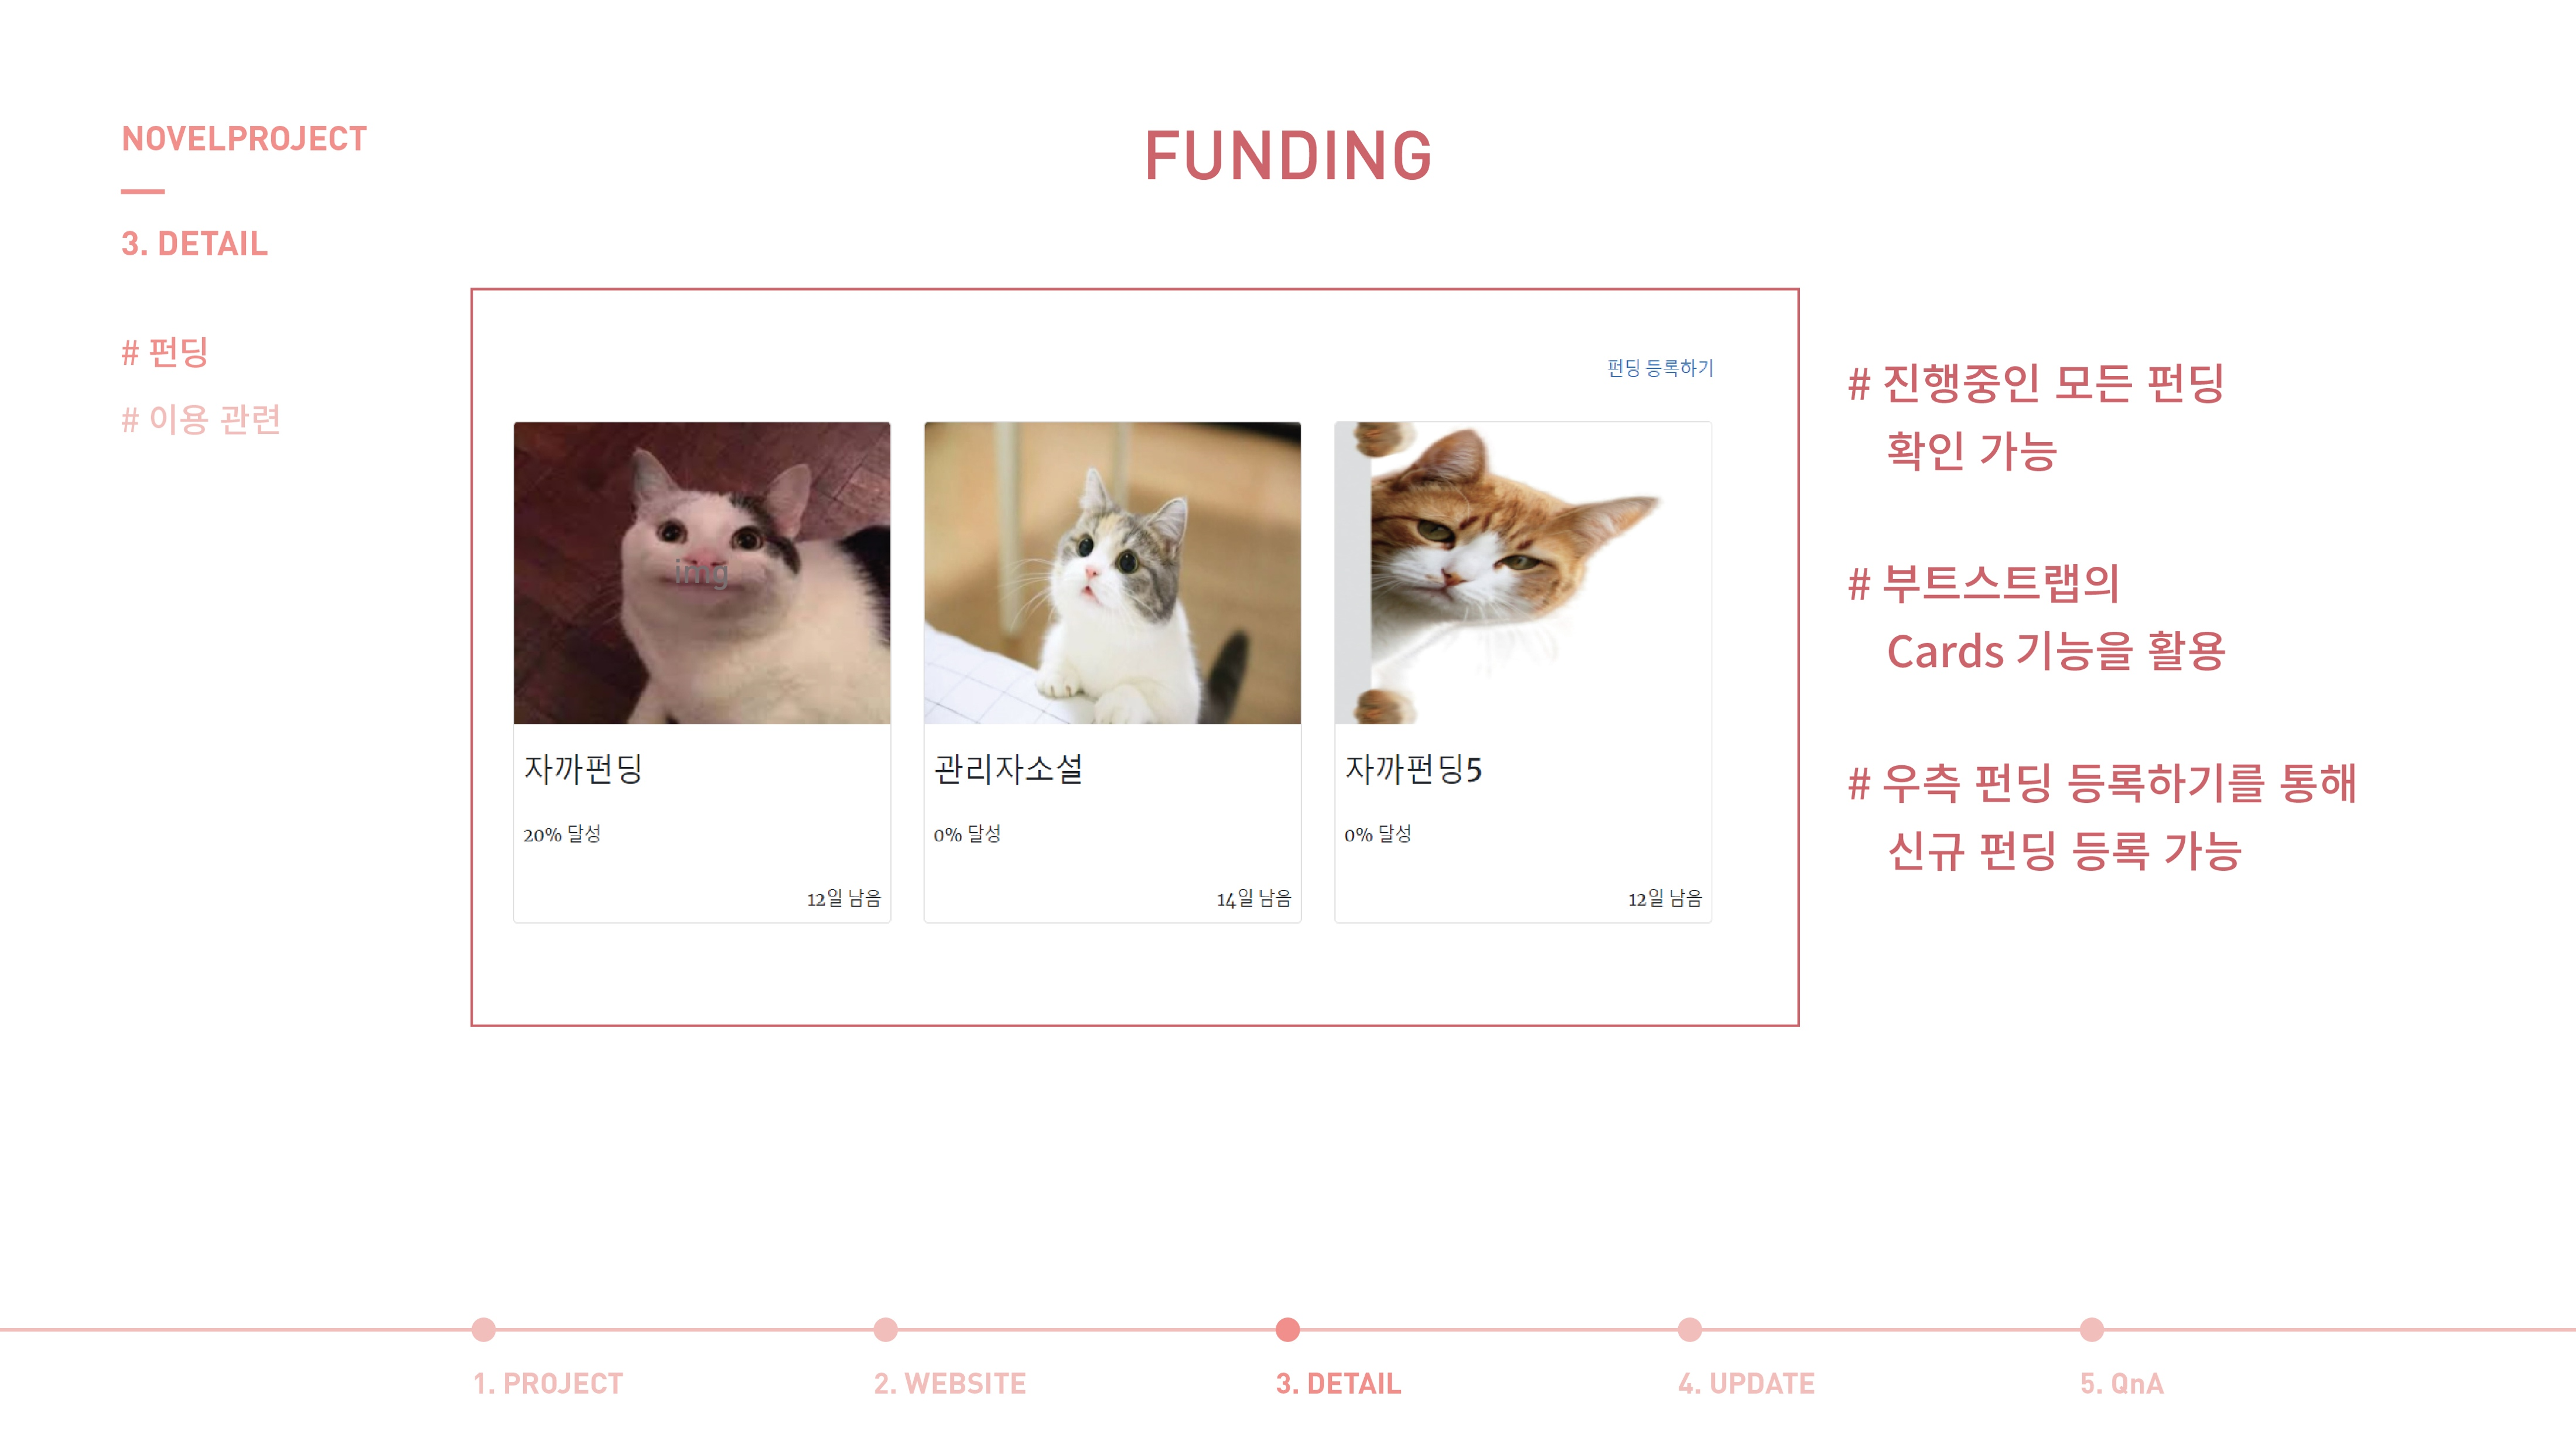 NOVELPROJECT
3. DETAIL
# 펀딩
# 이용 관련
FUNDING
펀딩 등록하기
img
자까펀딩
20% 달성
12일 남음
관리자소설
0% 달성
14일 남음
자까펀딩5
0% 달성
12일 남음
# 진행중인 모든 펀딩
확인 가능
# 부트스트랩의
Cards 기능을 활용
# 우측 펀딩 등록하기를 통해
신규 펀딩 등록 가능
1. PROJECT
2. WEBSITE
3. DETAIL
4. UPDATE
5. QnA